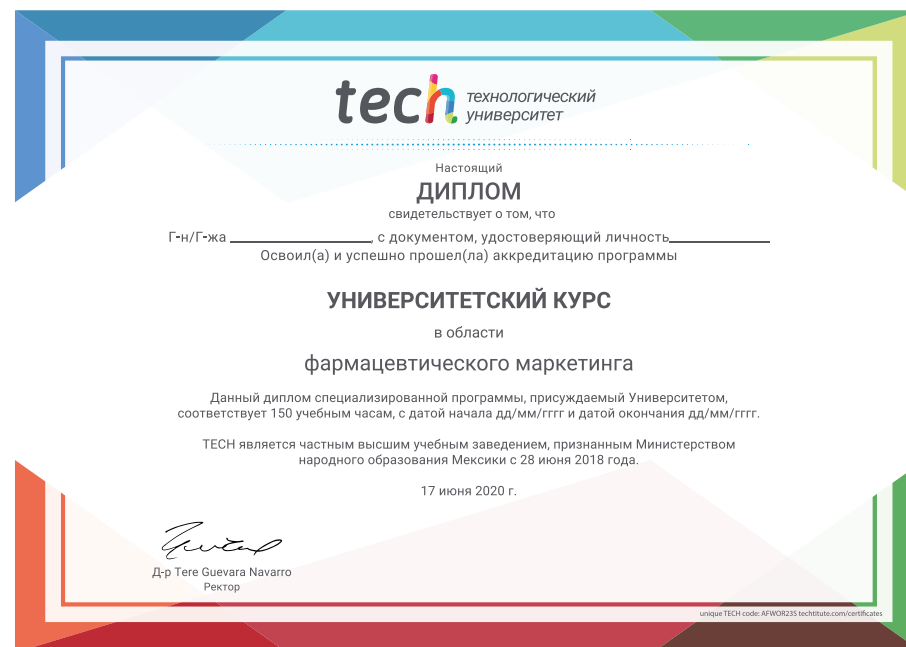 tech технологический
университет
Настоящий
ДИПЛОМ
свидетельствует о том, что
Г-н/Г-жа ____________, с документом, удостоверяющий личность____________
Освоил(а) и успешно прошел(ла) аккредитацию программы
УНИВЕРСИТЕТСКИЙ КУРС
в области
фармацевтического маркетинга
Данный диплом специализированной программы, присуждаемый Университетом,
соответствует 150 учебным часам, с датой начала дд/мм/гггг и датой окончания дд/мм/гггг.
TECH является частным высшим учебным заведением, признанным Министерством
народного образования Мексики с 28 июня 2018 года.
17 июня 2020 г.
Д-р Tere Guevara Navarro
Ректор
unique TECH code: AFWOR23S techtitute.com/certificates